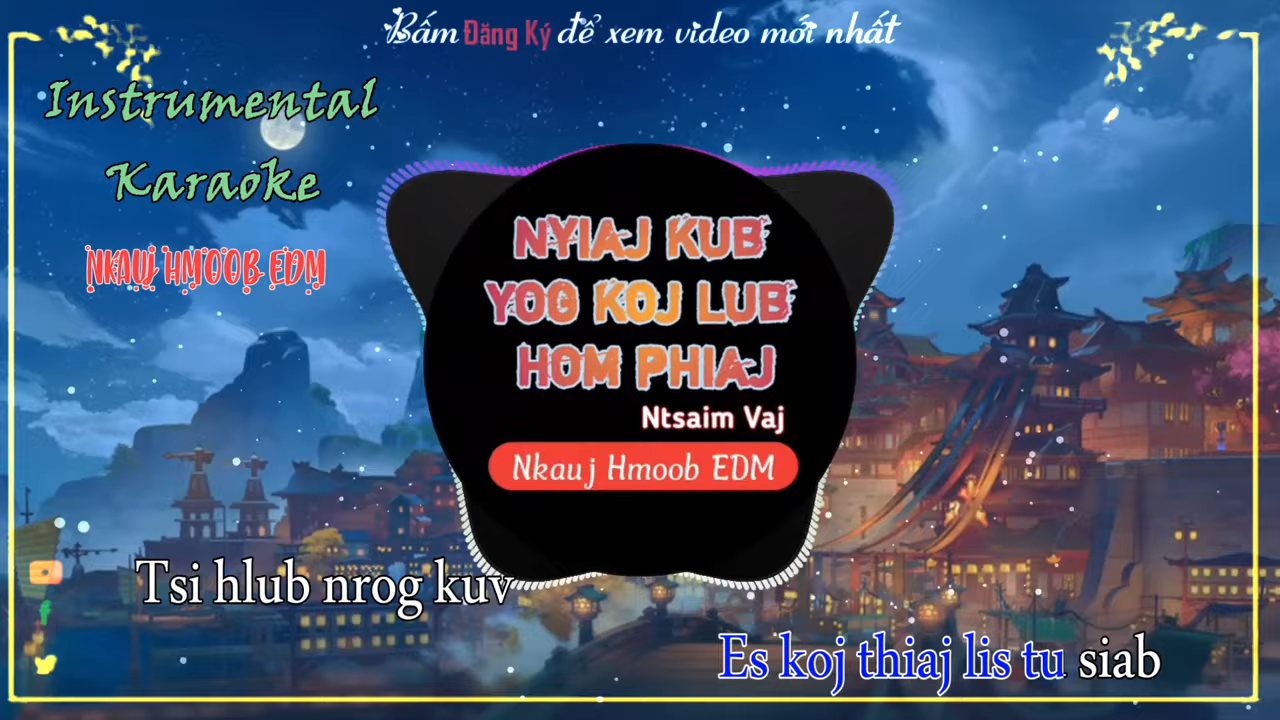 Bấm Đăng Ký để xem video mới nhất
Instrumental
Karaoke
NKAUJ HMOOB EDM
NYIAJ KUB
YOG KOJ LUB
HOM PHIAJ
Ntsaim Vaj
Nkauj Hmoob EDM
Tsi hlub nrog kuv
Es koj thiaj lis tu siab